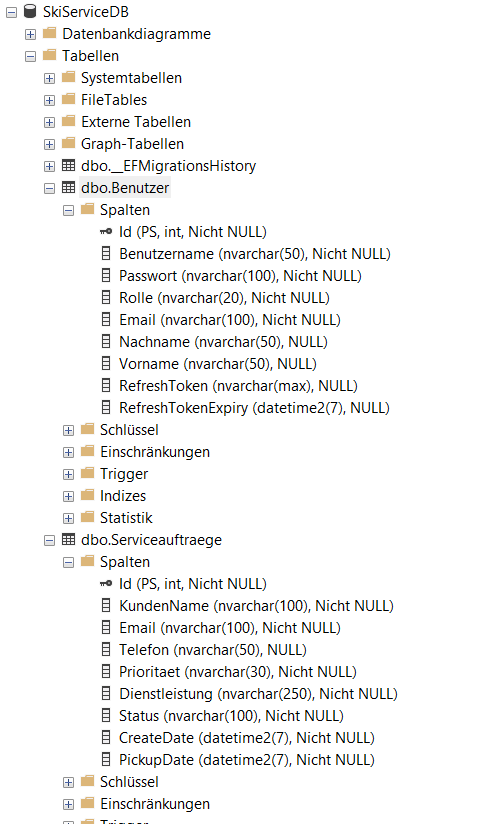 SkiServiceDB
Datenbankdiagramme
Tabellen
Systemtabellen
FileTables
Externe Tabellen
Graph-Tabellen
dbo.__EFMigrationsHistory
dbo.Benutzer
Spalten
Id (PS, int, Nicht NULL)
Benutzername (nvarchar(50), Nicht NULL)
Passwort (nvarchar(100), Nicht NULL)
Rolle (nvarchar(20), Nicht NULL)
Email (nvarchar(100), Nicht NULL)
Nachname (nvarchar(50), NULL)
Vorname (nvarchar(50), NULL)
RefreshToken (nvarchar(max), NULL)
RefreshTokenExpiry (datetime2(7), NULL)
Schlüssel
Einschränkungen
Trigger
Indizes
Statistik
dbo.Serviceauftraege
Spalten
Id (PS, int, Nicht NULL)
KundenName (nvarchar(100), Nicht NULL)
Email (nvarchar(100), Nicht NULL)
Telefon (nvarchar(50), NULL)
Prioritaet (nvarchar(30), Nicht NULL)
Dienstleistung (nvarchar(250), Nicht NULL)
Status (nvarchar(100), Nicht NULL)
CreateDate (datetime2(7), Nicht NULL)
PickupDate (datetime2(7), Nicht NULL)
Schlüssel
Einschränkungen
Trigger